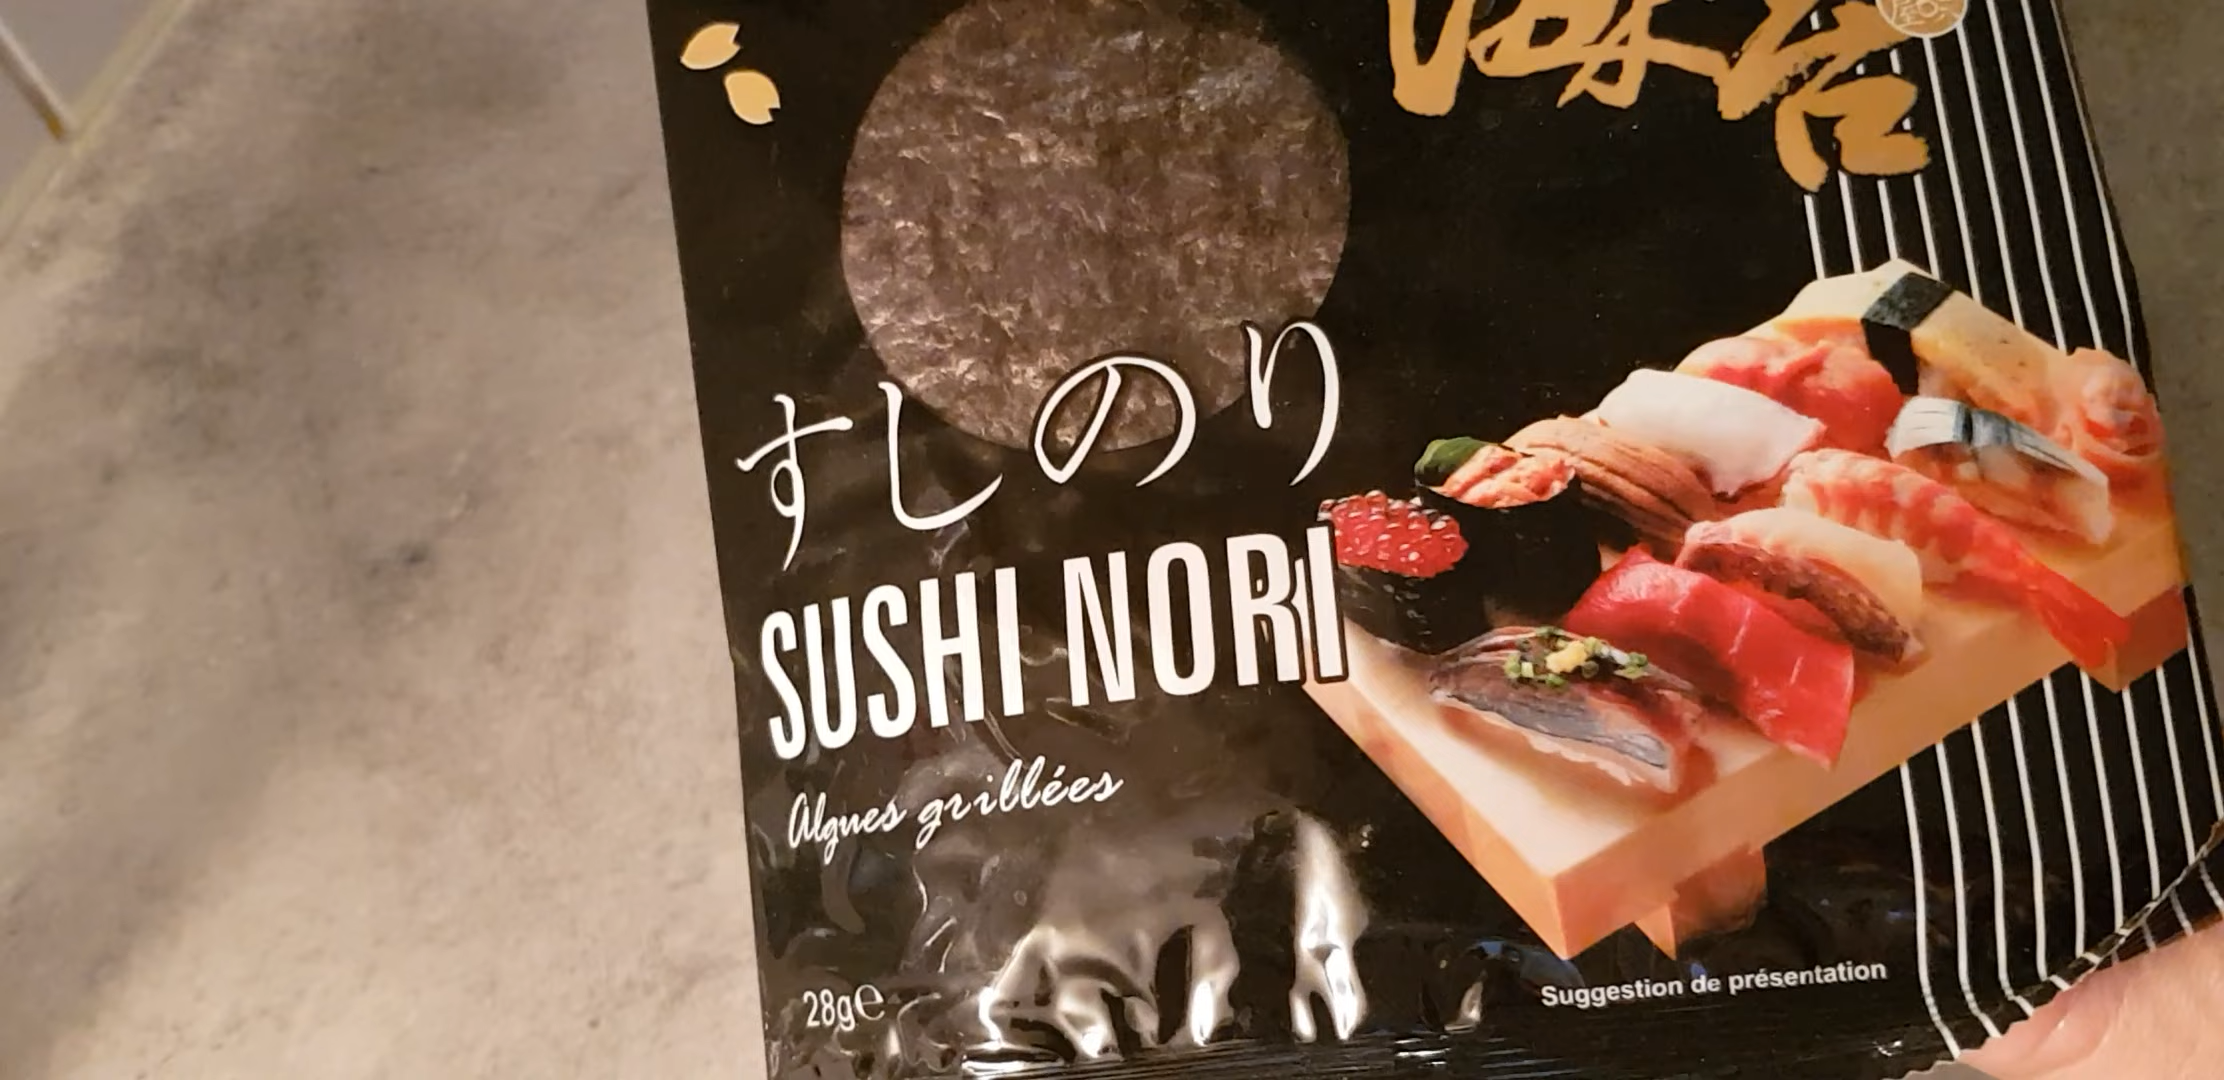 すしのり
SUSHI NORI
Algues grillées
28g℮
Suggestion de présentation